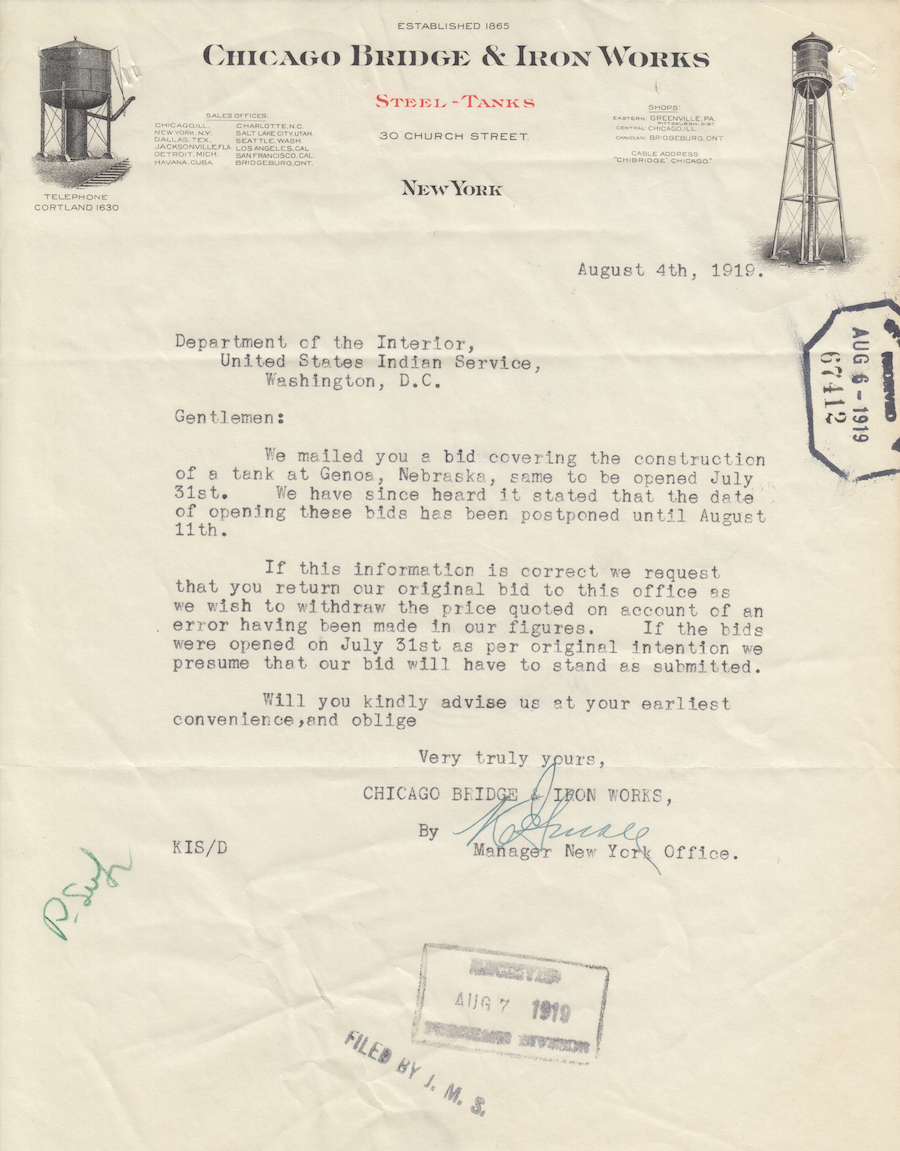 ESTABLISHED 1865
CHICAGO BRIDGE & IRON WORKS
STEEL-TANKS
30 CHURCH STREET.
NEW YORK
SALES OFFICES:
CHICAGO,ILL. CHARLOTTE,N.C.
NEW YORK, N.Y. SALT LAKE CITY, UTAH.
DALLAS, TEX. SEATTLE, WASH.
JACKSONVILLE,FLA. LOS ANGELES, CAL.
DETROIT, MICH. SAN FRANCISCO, CAL.
HAVANA, CUBA. BRIDGEBURG, ONT.
TELEPHONE
CORTLAND 1630
SHOPS:
EASTERN: GREENVILLE, PA.
PITTSBURGH, DIST.
CENTRAL: CHICAGO, ILL.
CANADIAN: BRIDGEBURG, ONT
CABLE ADDRESS
"CHIBRIDGE" CHICAGO."
August 4th, 1919.
RECEIVED
AUG 6 - 1919
67412
Department of the Interior,
United States Indian Service,
Washington, D.C.
Gentlemen:
We mailed you a bid covering the construction
of a tank at Genoa, Nebraska, same to be opened July
31st. We have since heard it stated that the date
of opening these bids has been postponed until August
11th.
If this information is correct we request
that you return our original bid to this office as
we wish to withdraw the price quoted on account of an
error having been made in our figures. If the bids
were opened on July 31st as per original intention we
presume that our bid will have to stand as submitted.
Will you kindly advise us at your earliest
convenience,and oblige
Very truly yours,
CHICAGO BRIDGE & IRON WORKS,
By
Manager New York Office.
KIS/D
RECEIVED
AUG 7 1919
FILED BY J. M. S.